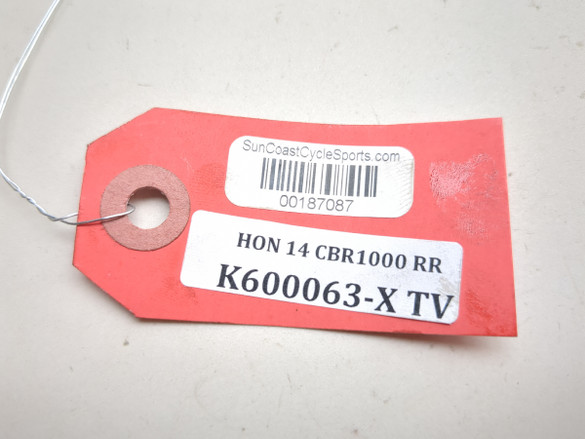 SunCoastCycleSports.com
00187087
HON 14 CBR1000 RR
K600063-X TV